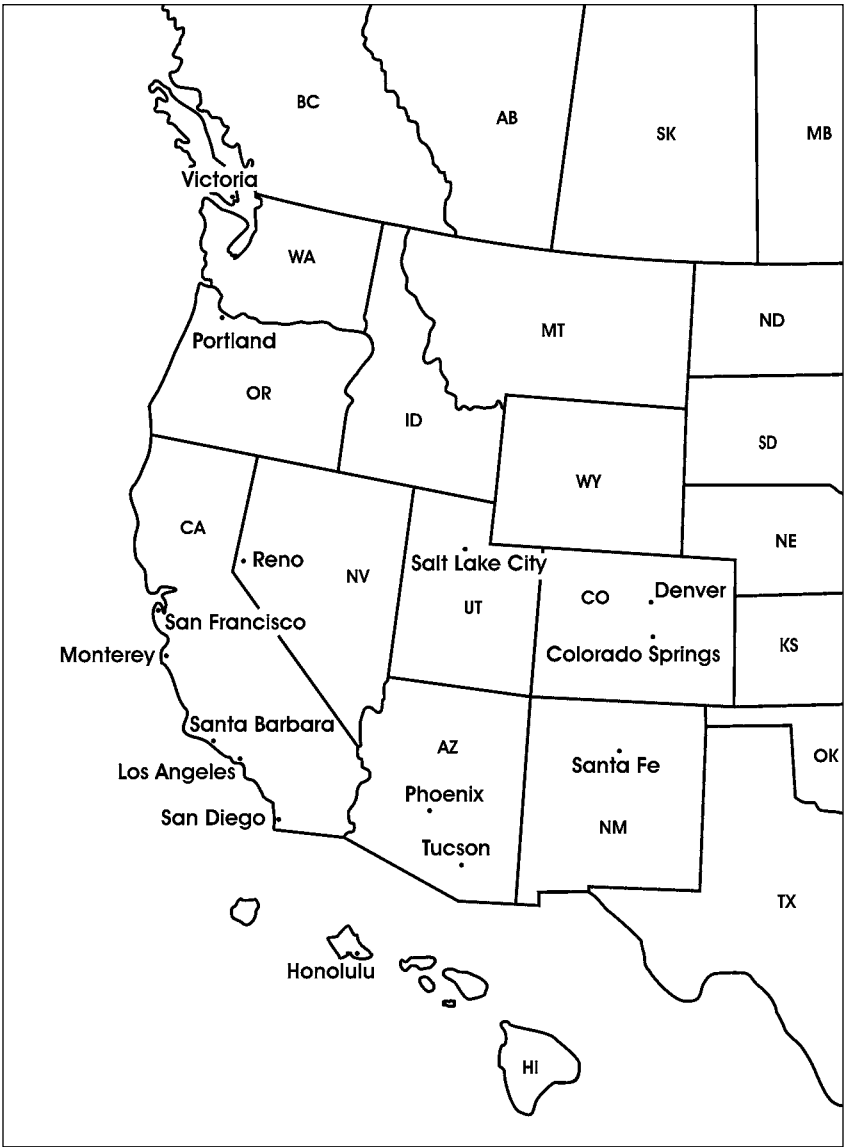 BC
AB
SK
MB
Victoria
WA
MT
ND
Portland
OR
ID
SD
WY
CA
Reno
NV
Salt Lake City
UT
CO
Denver
NE
San Francisco
Monterey
Colorado Springs
KS
Santa Barbara
Los Angeles
San Diego
AZ
Phoenix
Tucson
Santa Fe
NM
OK
TX
Honolulu
HI